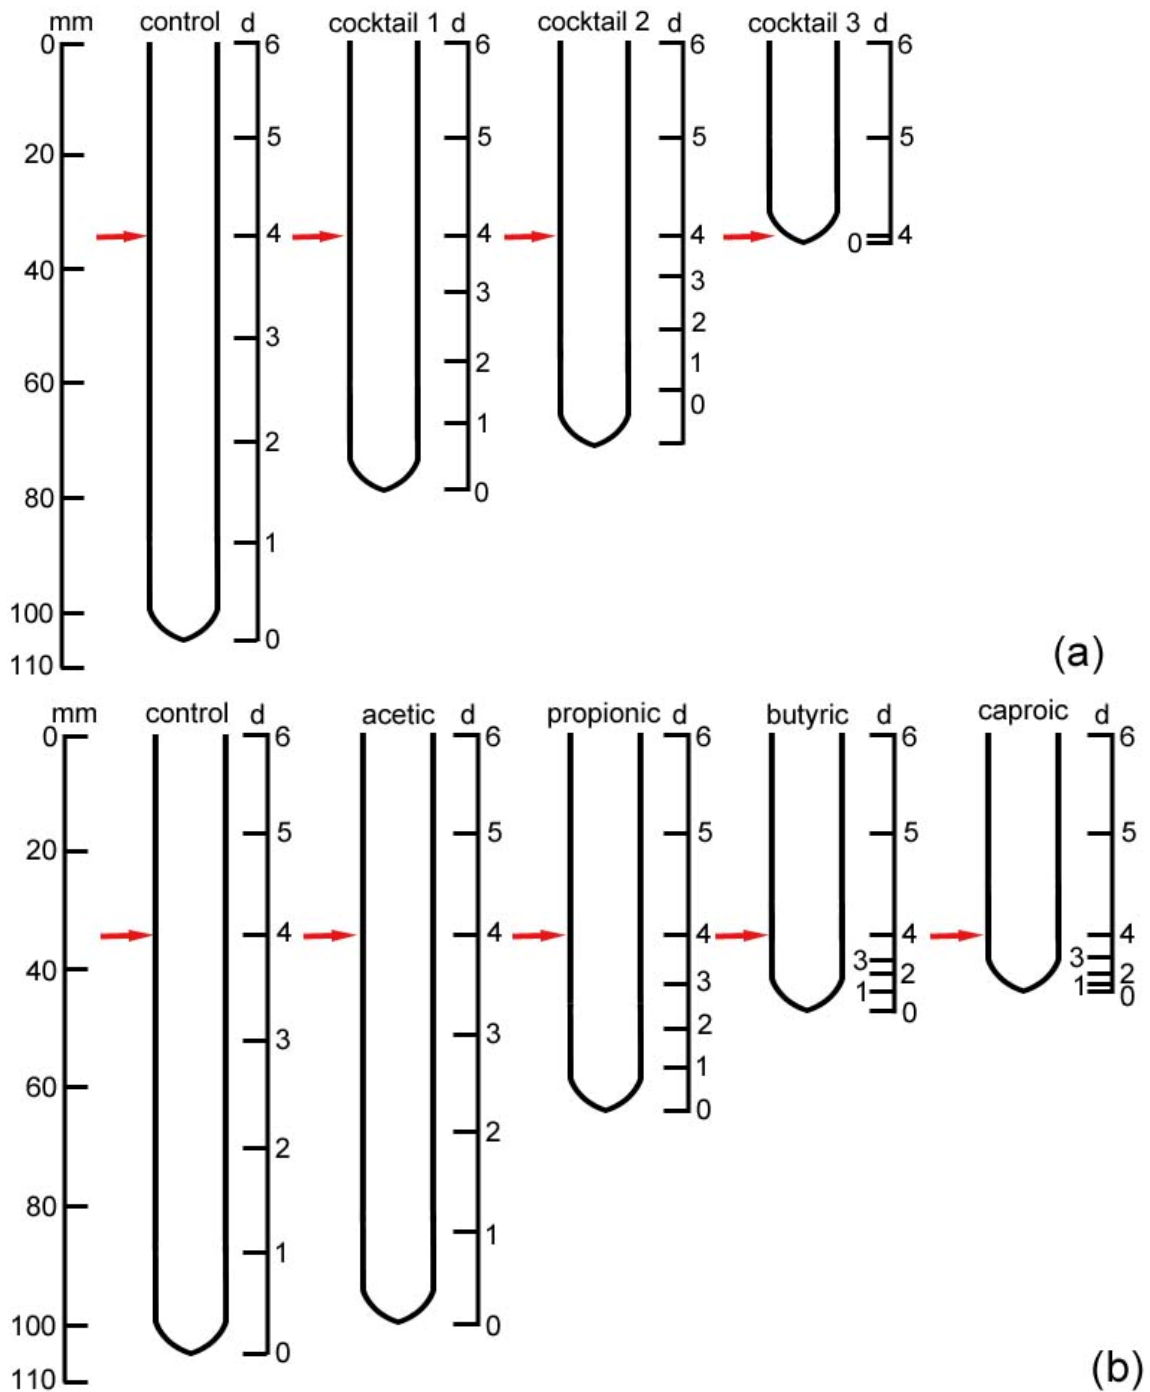 mm control d cocktail 1 d cocktail 2 d cocktail 3 d
0 6 6 6 6
5 5 5 5
20
4 4 4 0 4
40
3 3 3
2 2 2
60 1 1 0
2 1
80 0
1
100
0
110
(a)
mm control d acetic d propionic d butyric d caproic d
0 6 6 6 6 6
5 5 5 5 5
20
4 4 4 4 4
40 3 3 3 2 3 2
3 3 2 1 0 1 0
60 1
2 2 0
80
1 1
100 0
0
110
(b)